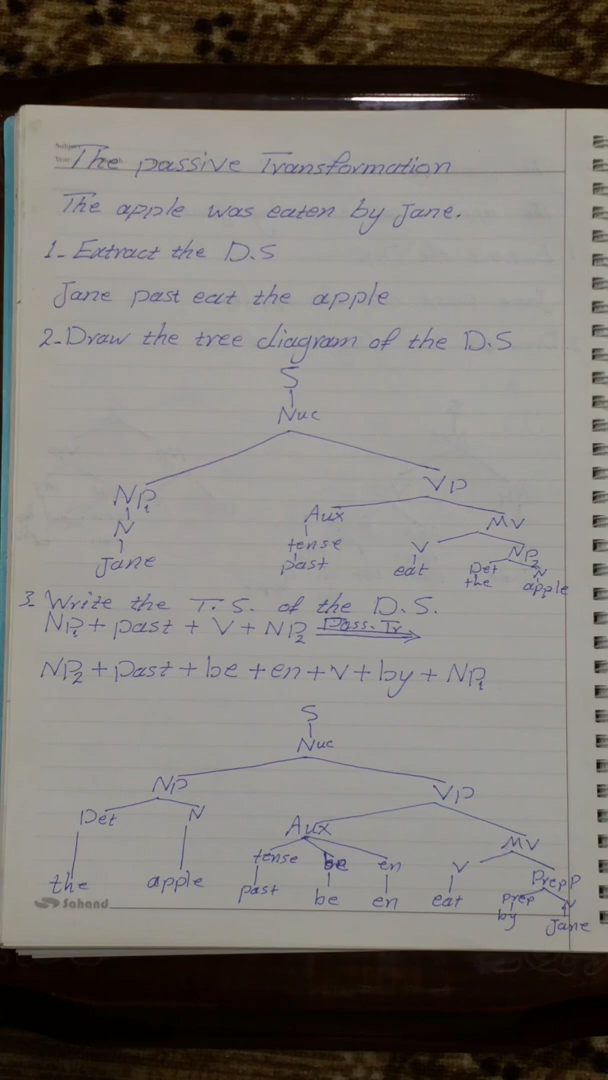 The passive Transformation
The apple was eaten by Jane.
1- Extract the D.S
Jane past eat the apple
2- Draw the tree diagram of the D.S
S
Nuc
NP1 VP
N Aux MV
Jane tense V NP2
past eat Det N
the apple
3- Write the T.S. of the D.S.
NP1 + past + V + NP2 Pass. Tr
NP2 + past + be + en + V + by + NP1
S
Nuc
NP VP
Det N Aux MV
tense be en V Prep P
the apple past be en eat prep N
by Jane
Sahand